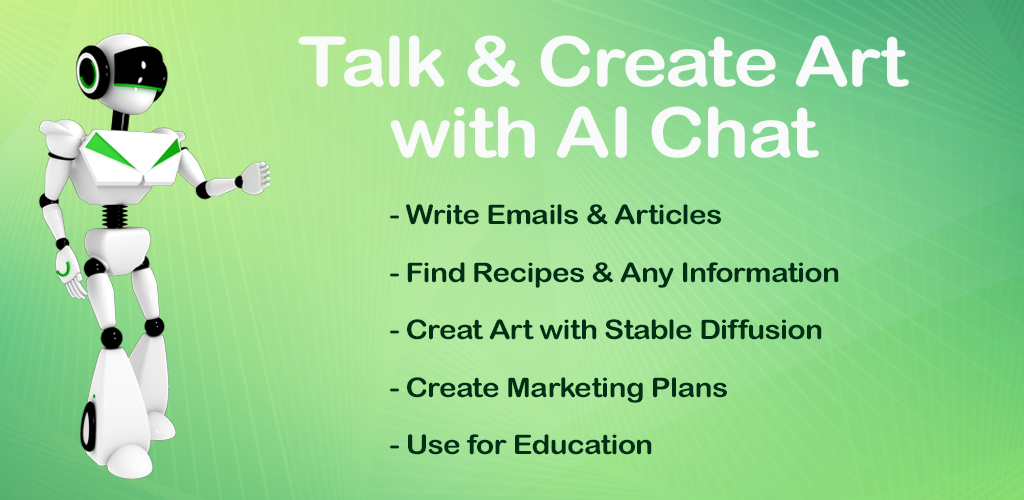 Talk & Create Art
with AI Chat
- Write Emails & Articles
- Find Recipes & Any Information
- Creat Art with Stable Diffusion
- Create Marketing Plans
- Use for Education